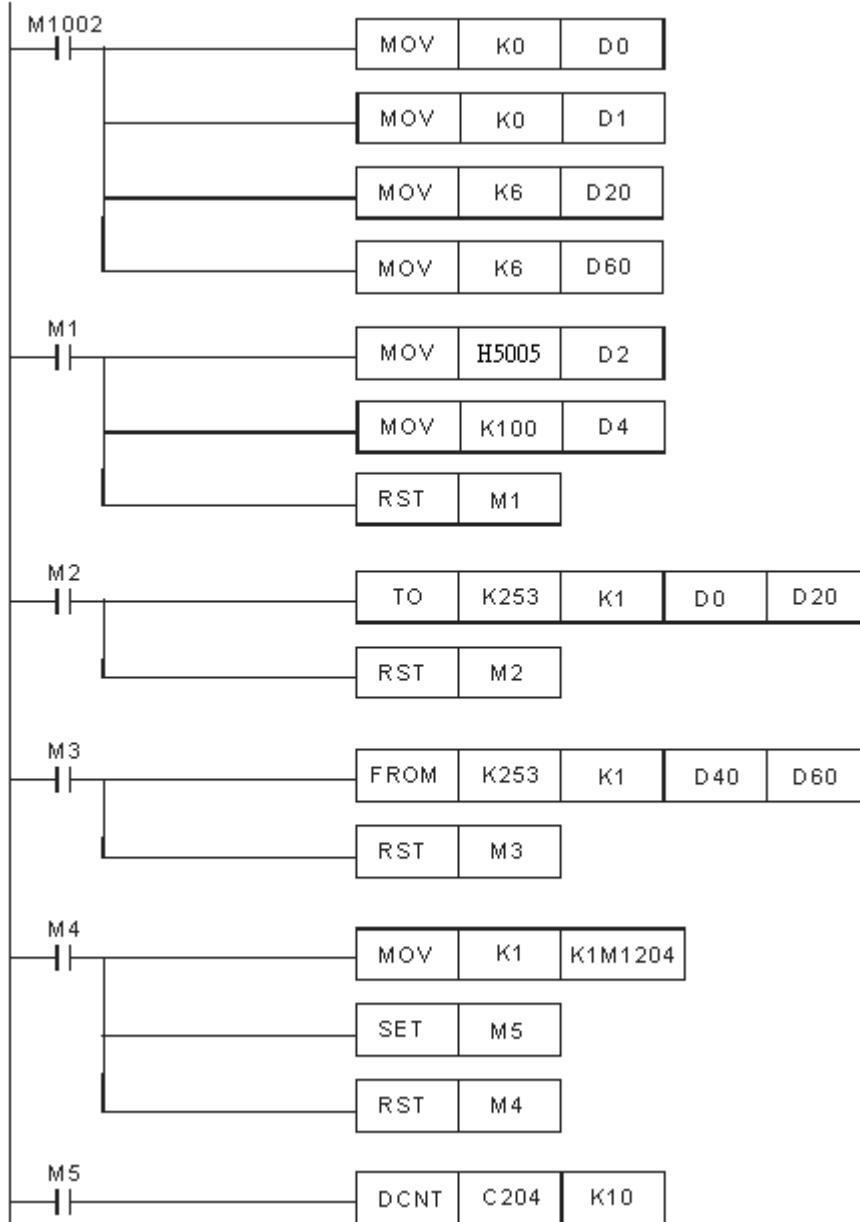 M1002
MOV K0 D0
MOV K0 D1
MOV K6 D20
MOV K6 D60
M1
MOV H5005 D2
MOV K100 D4
RST M1
M2
TO K253 K1 D0 D20
RST M2
M3
FROM K253 K1 D40 D60
RST M3
M4
MOV K1 K1M1204
SET M5
RST M4
M5
DCNT C204 K10